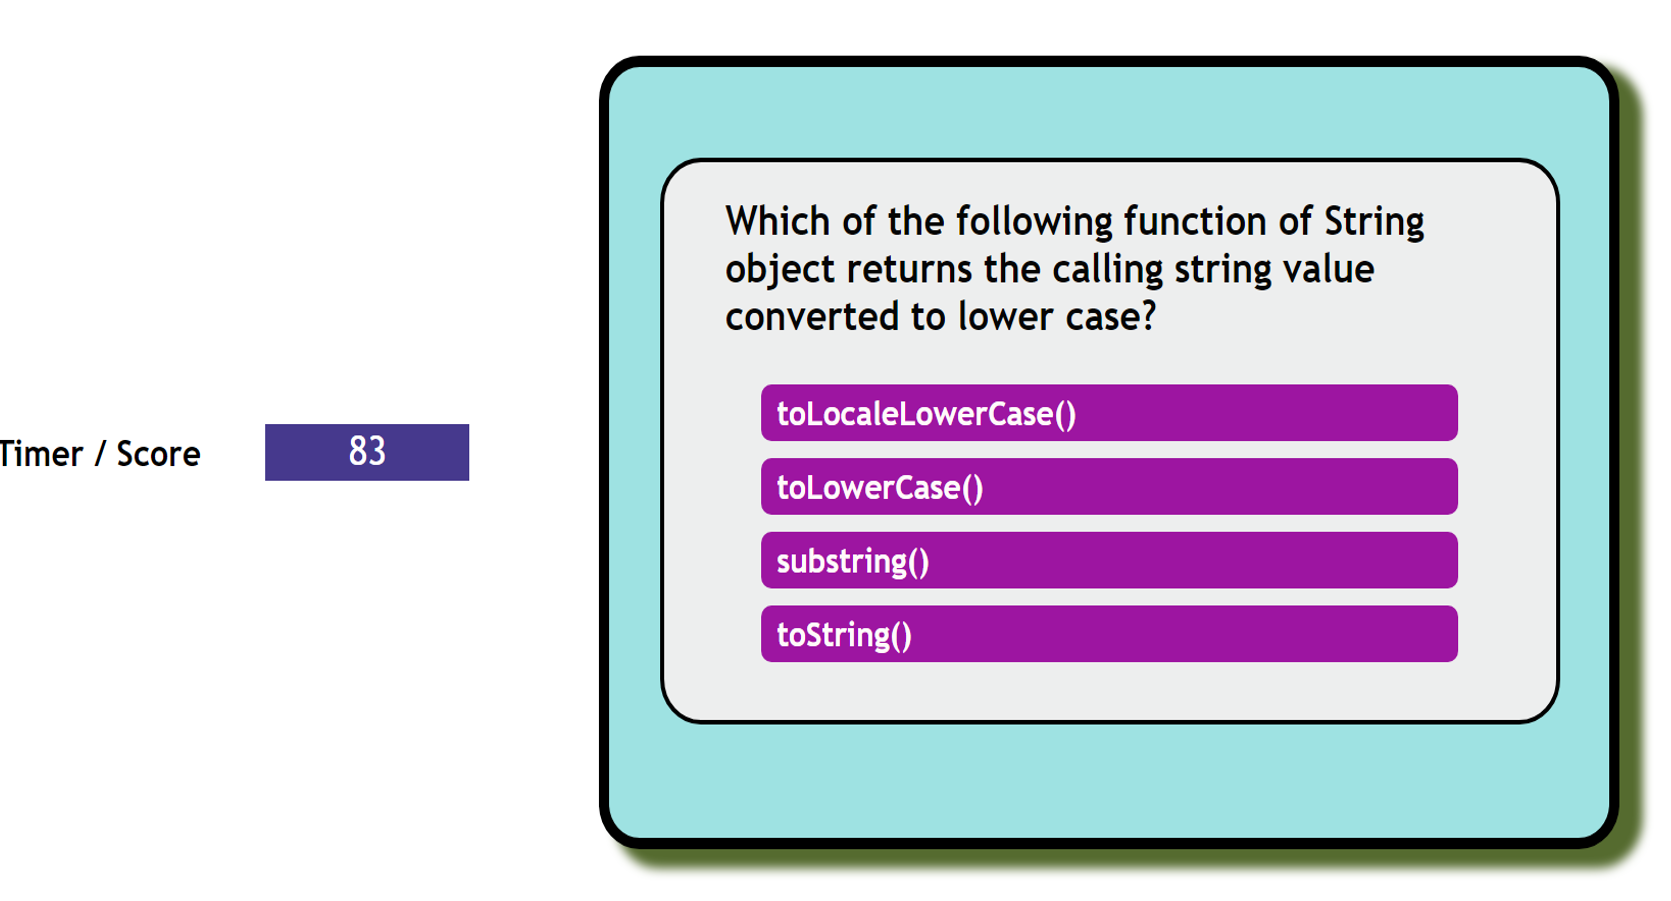 Timer / Score
83
Which of the following function of String
object returns the calling string value
converted to lower case?
toLocaleLowerCase()
toLowerCase()
substring()
toString()